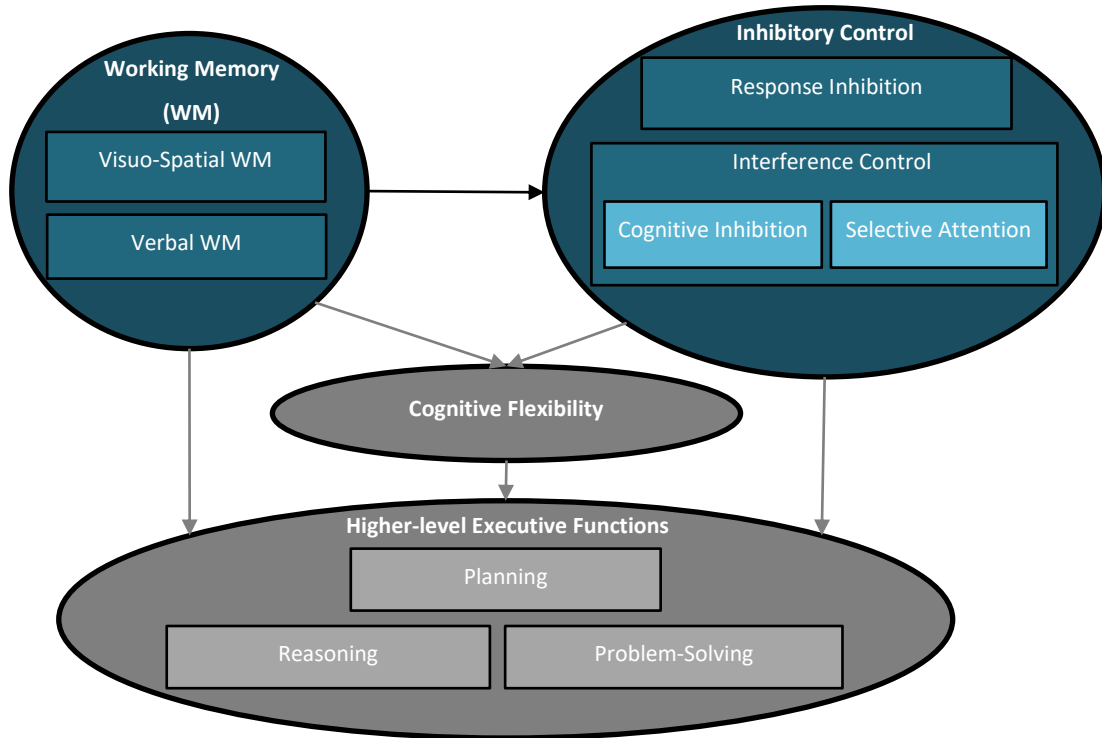 Working Memory
(WM)
Visuo-Spatial WM
Verbal WM
Inhibitory Control
Response Inhibition
Interference Control
Cognitive Inhibition
Selective Attention
Cognitive Flexibility
Higher-level Executive Functions
Planning
Reasoning
Problem-Solving